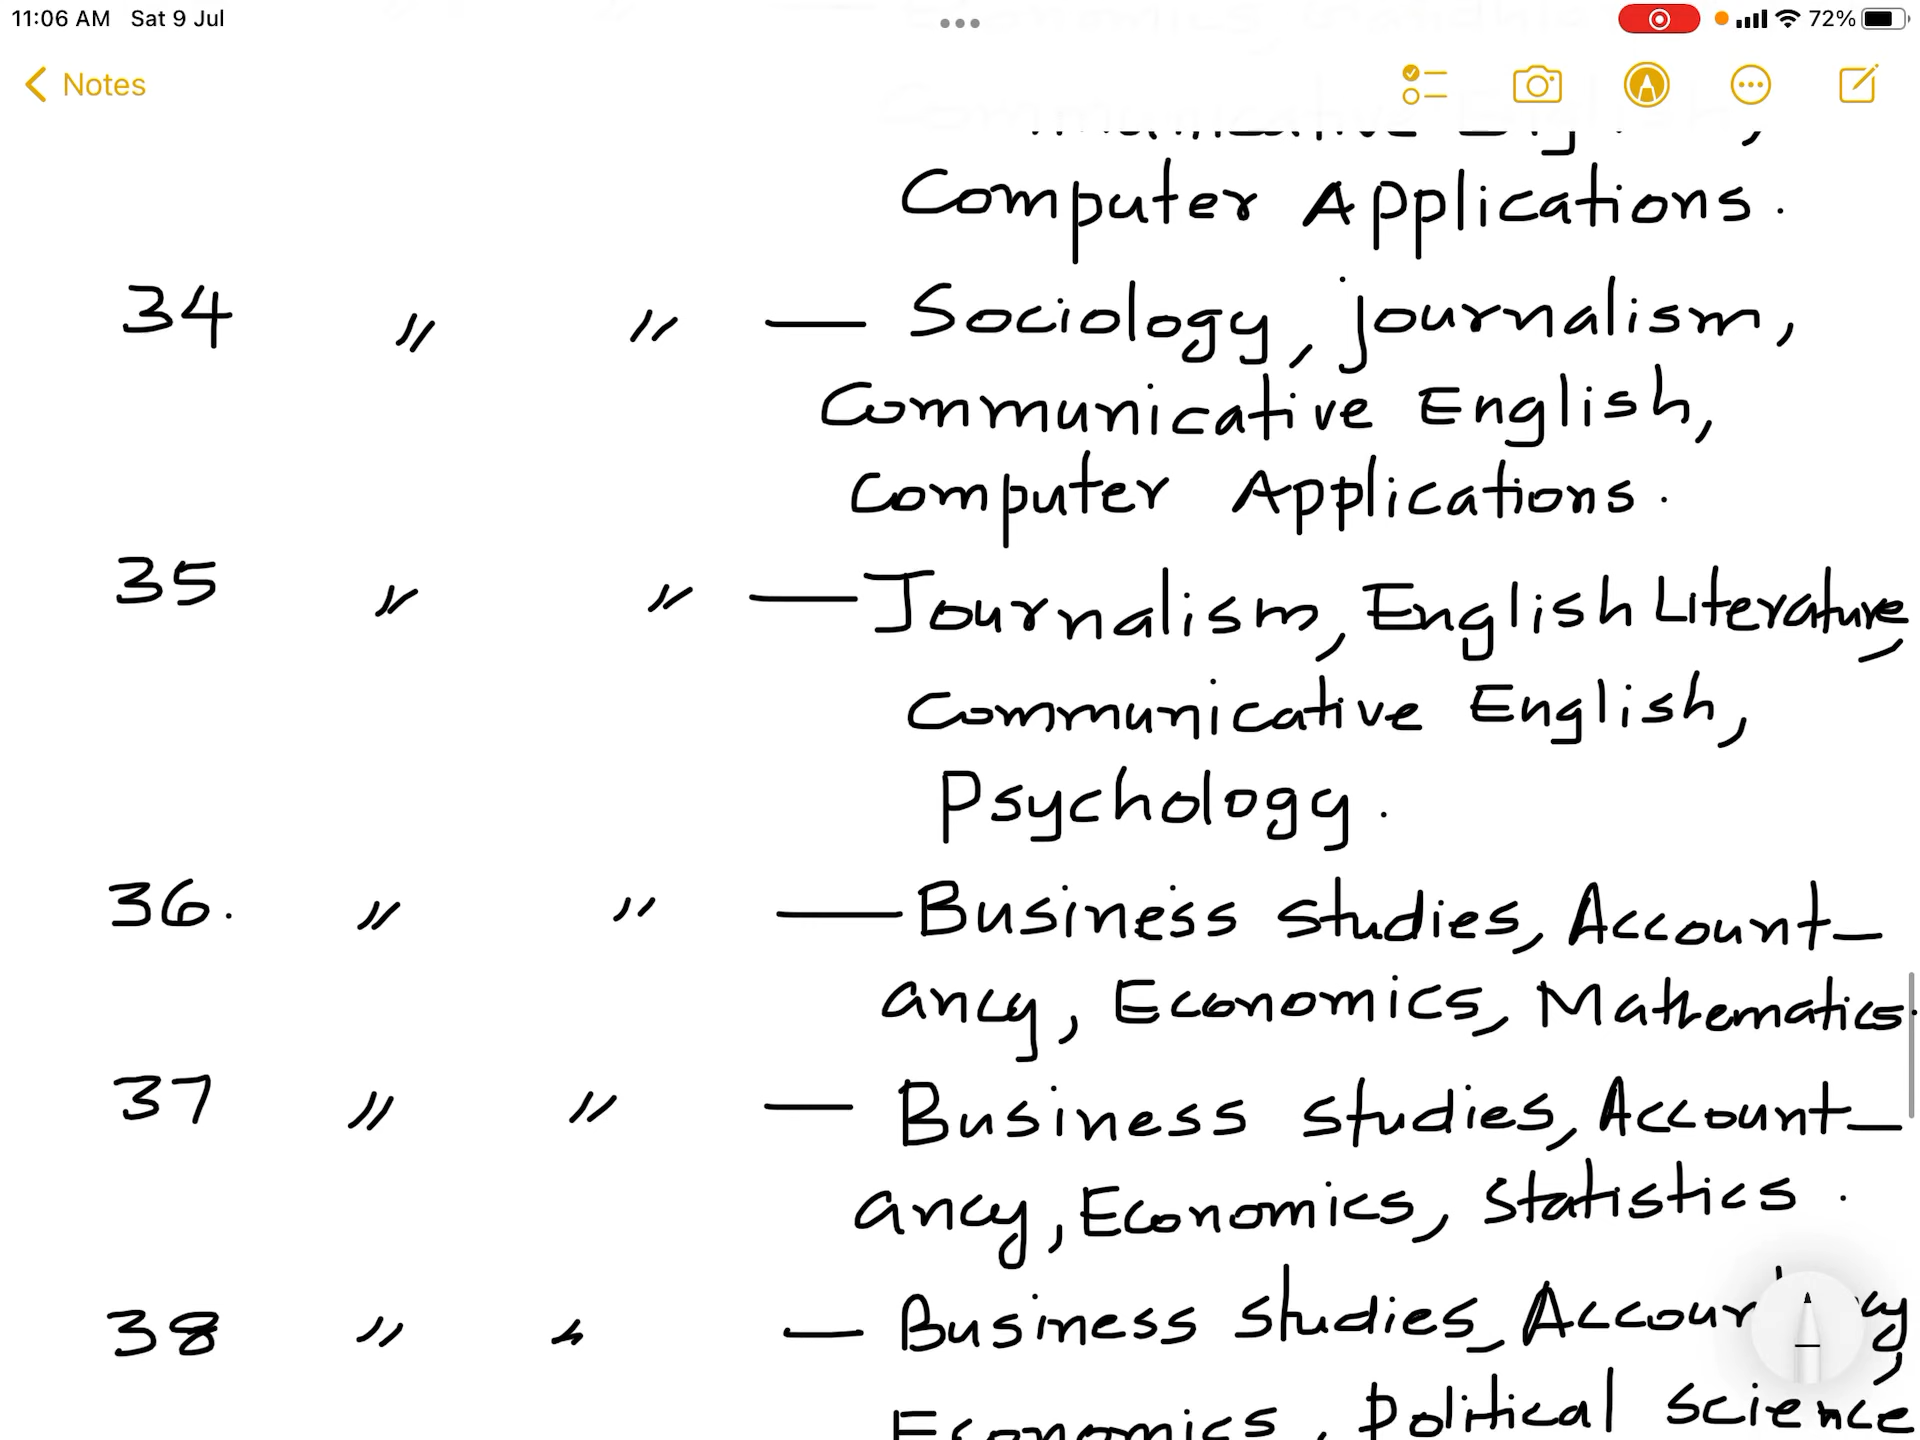 11:06 AM Sat 9 Jul
72%
Notes
Computer Applications.
34 " " — Sociology, journalism,
Communicative English,
Computer Applications.
35 " " — Journalism, English Literature,
Communicative English,
Psychology.
36. " " — Business studies, Account-
ancy, Economics, Mathematics.
37 " " — Business studies, Account-
ancy, Economics, Statistics.
38 " " — Business studies,
Economics, Political Science